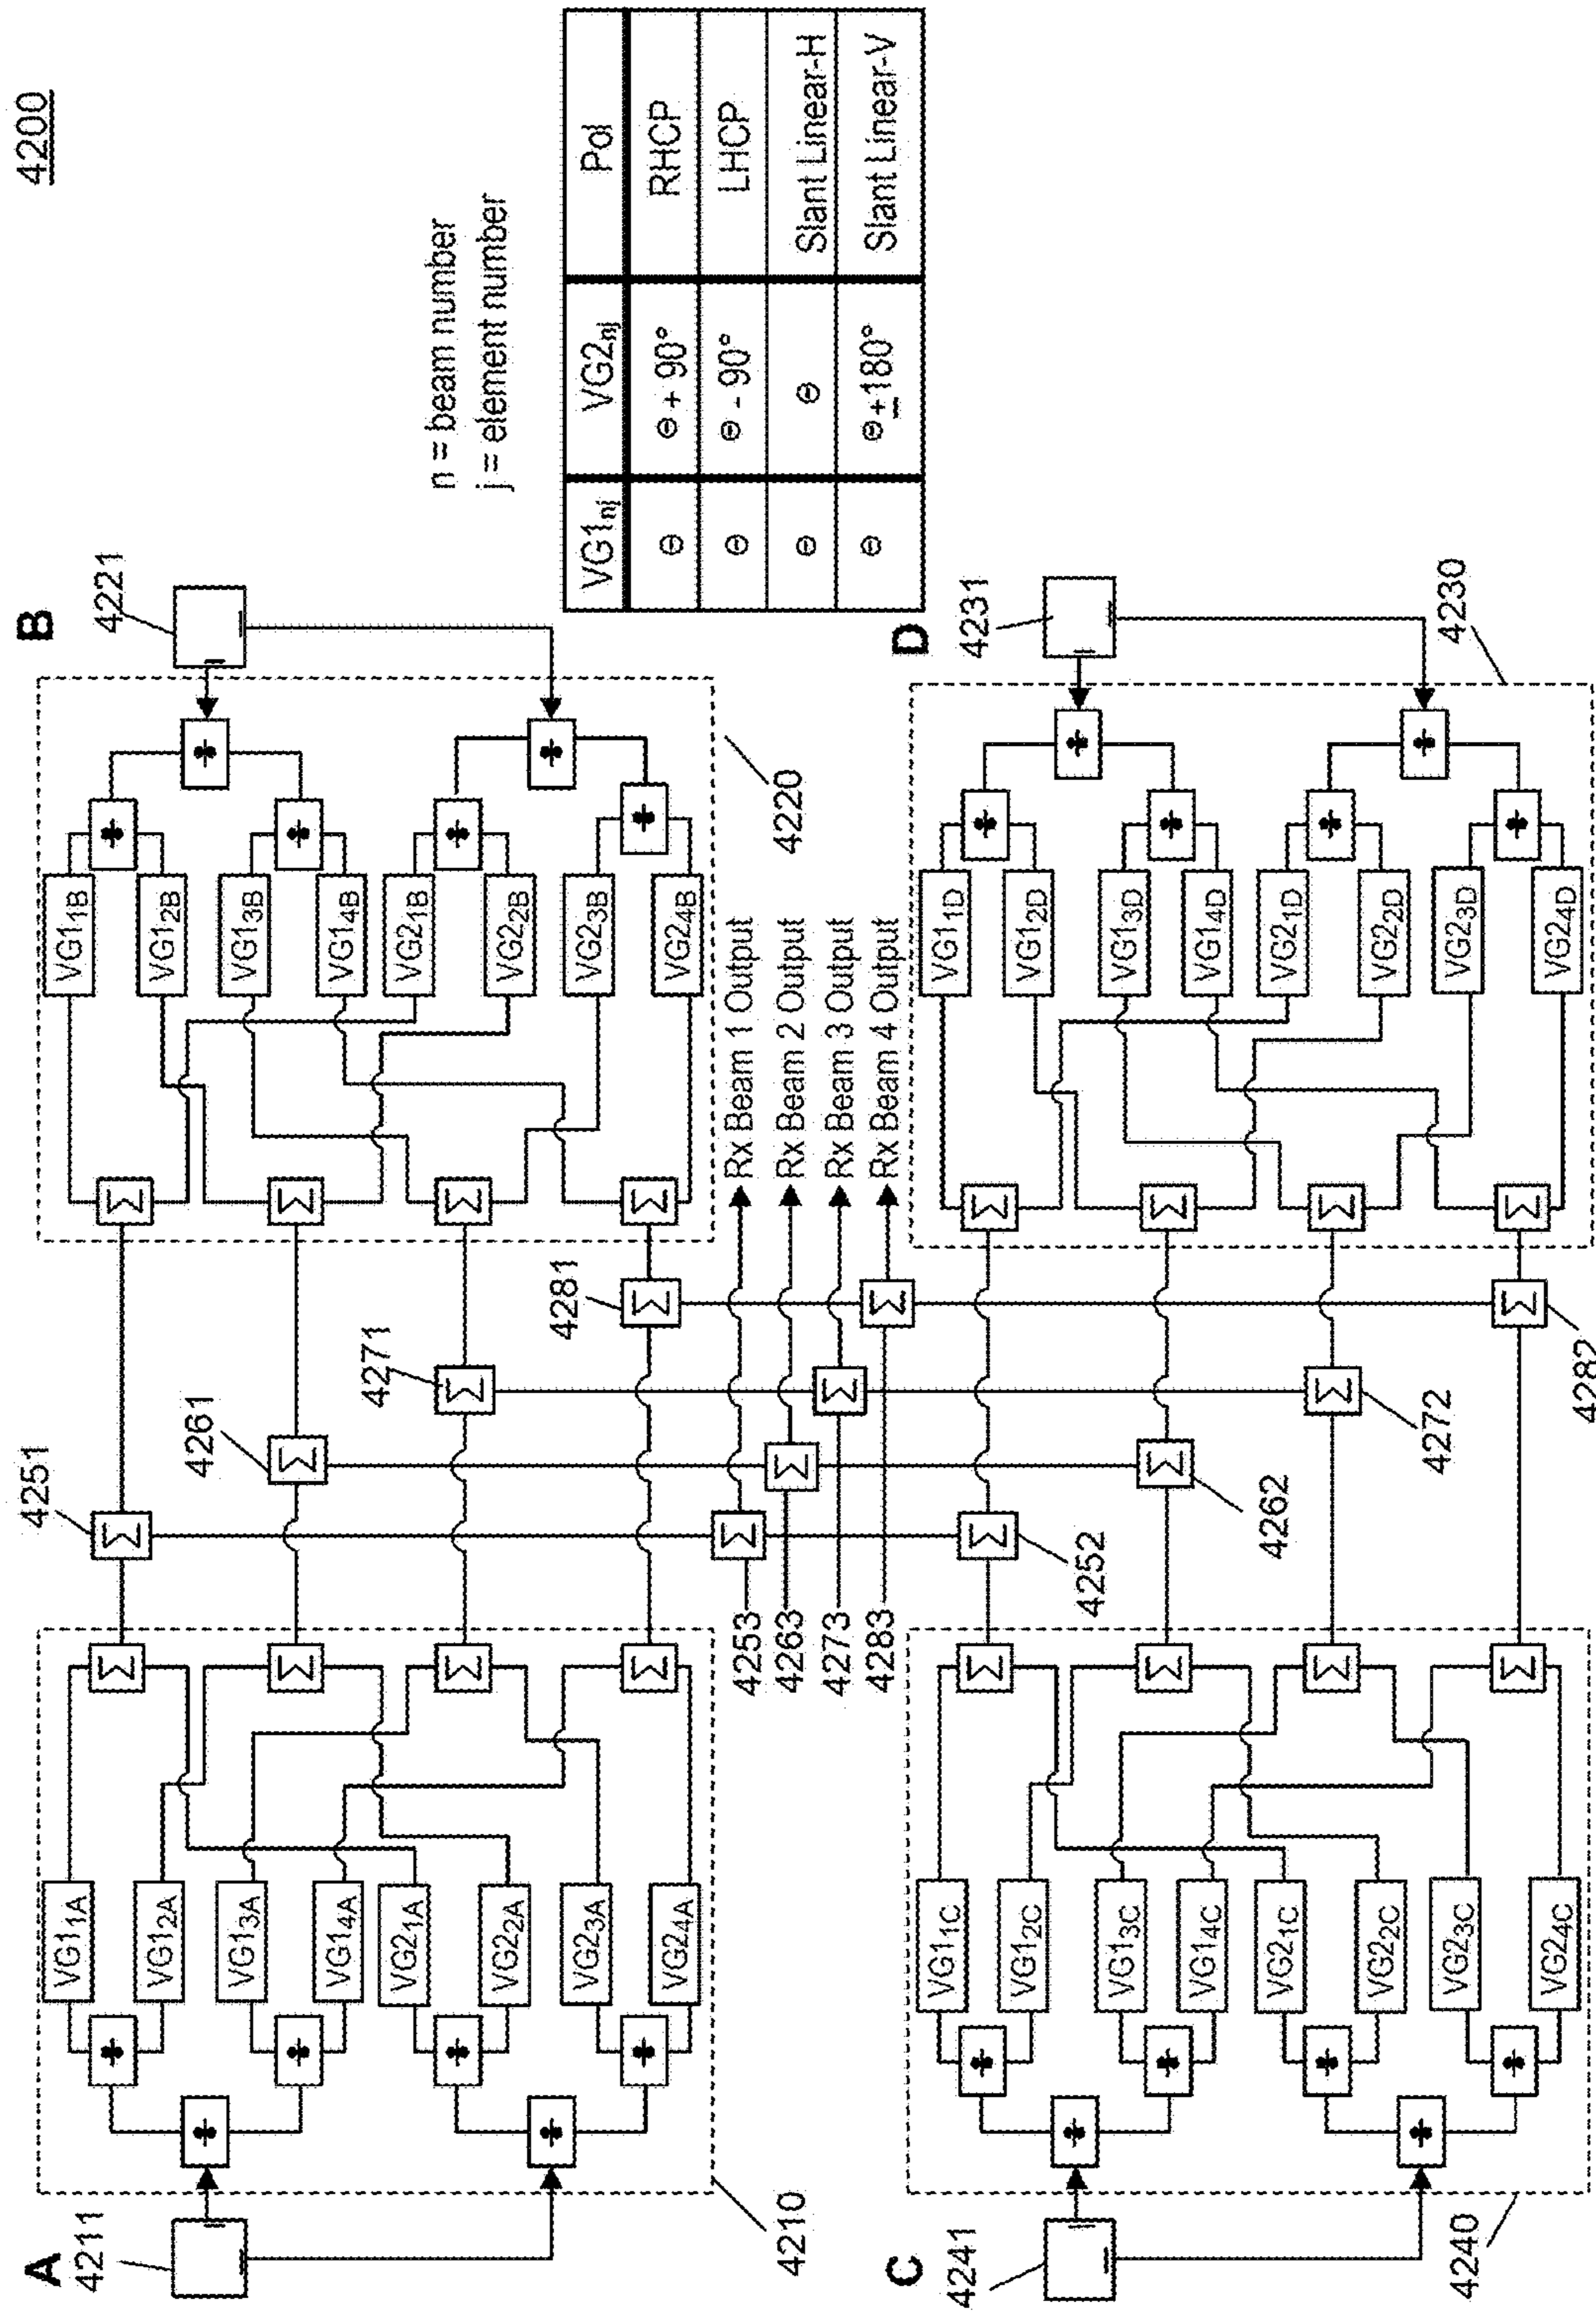 4200
n = beam number
j = element number
VG1nj VG2nj Pol
Θ Θ + 90° RHCP
Θ Θ - 90° LHCP
Θ Θ Slant Linear-H
Θ Θ ± 180° Slant Linear-V
A
4211
4210
VG11A
VG12A
VG13A
VG14A
VG21A
VG22A
VG23A
VG24A
Σ
Σ
Σ
Σ
4251
4261
4271
4281
B
4221
4220
VG11B
VG12B
VG13B
VG14B
VG21B
VG22B
VG23B
VG24B
Σ
Σ
Σ
Σ
Σ
Σ
Σ
Σ
4253 Σ Rx Beam 1 Output
4263 Σ Rx Beam 2 Output
4273 Σ Rx Beam 3 Output
4283 Σ Rx Beam 4 Output
C
4241
4240
VG11C
VG12C
VG13C
VG14C
VG21C
VG22C
VG23C
VG24C
Σ
Σ
Σ
Σ
4252
4262
4272
4282
Σ
Σ
Σ
Σ
D
4231
4230
VG11D
VG12D
VG13D
VG14D
VG21D
VG22D
VG23D
VG24D
Σ
Σ
Σ
Σ